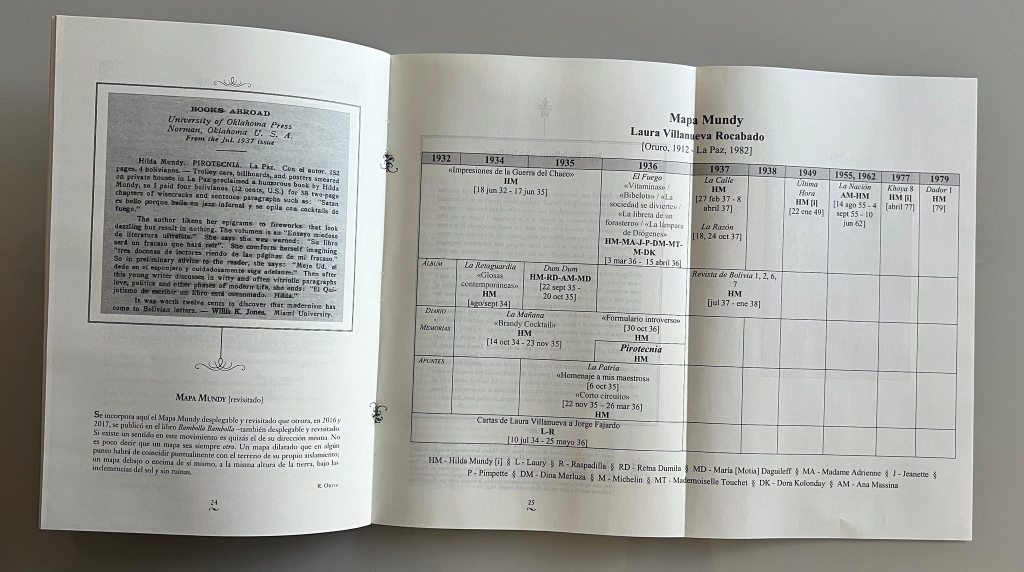 BOOKS ABROAD
University of Oklahoma Press
Norman, Oklahoma U. S. A.
From the Jul. 1937 issue
Hilda Mundy. PIROTECNIA. La Paz. Con el autor. 152
pages. 4 bolivianos. — Trolley cars, billboards, and posters smeared
on private houses in La Paz proclaimed a humorous book by Hilda
Mundy, so I paid four bolivianos (12 cents, U.S.) for 58 two-page
chapters of wisecracks and sentence paragraphs such as: "Satan
es bello porque baila en jazz infernal y se opila con cocktails de
fuego."
The author likens her epigrams to fireworks that look
dazzling but result in nothing. The volumen is an "Ensayo miedoso
de literatura ultraista." She says she was warned: "Su libro
será un fracaso que hará reír". She comforts herself imagining
"tres docenas de lectores riendo de las páginas de mi fracaso."
So in preliminary advice to the reader, she says: "Moje Ud. el
dedo en el esponjero y cuidadosamente siga adelante." Then after
this young writer discusses in witty and often vitriolic paragraphs
love, politics and other phases of modern life, she ends: "El Qui-
jotismo de escribir un libro está consumado. Hilda."
It was worth twelve cents to discover that modernism has
come to Bolivian letters. — Willis K. Jones. Miami University.
MAPA MUNDY [revisitado]
Se incorpora aquí el Mapa Mundy desplegable y revisitado que otrora, en 2016 y
2017, se publicó en el libro Bambolla Bambolla –también desplegable y revisitado.
Si existe un sentido en este movimiento es quizás el de su dirección misma. No
es poco decir que un mapa sea siempre otro. Un mapa dilatado que en algún
punto habrá de coincidir puntualmente con el terreno de su propio aislamiento;
un mapa debajo o encima de sí mismo, a la misma altura de la tierra, bajo las
inclemencias del sol y sin ruinas.
R. Ortiz.
24
Mapa Mundy
Laura Villanueva Rocabado
[Oruro, 1912 - La Paz, 1982]
1932 1934 1935 1936 1937 1938 1949 1955, 1962 1977 1979
«Impresiones de la Guerra del Chaco»
HM
[18 jun 32 - 17 jun 35]
El Fuego
«Vitaminas» /
«Bibelots» / «La
sociedad se divierte» /
«La libreta de un
forastero» / «La lámpara
de Diógenes»
HM-MA-J-P-DM-MT-
M-DK
[3 mar 36 - 15 abril 36]
La Calle
HM
[27 feb 37 - 8
abril 37]
La Razón
[18, 24 oct 37]
Última
Hora
HM [i]
[22 ene 49]
La Nación
AM-HM
[14 ago 55 - 4
sept 55 - 10
jun 62]
Khoya 8
HM [i]
[abril 77]
Dador 1
HM
[79]
ÁLBUM
La Retaguardia
«Glosas
contemporáneas»
HM
[ago/sept 34]
Dum Dum
HM-RD-AM-MD
[22 sept 35 -
20 oct 35]
Revista de Bolivia 1, 2, 6,
7
HM
[jul 37 - ene 38]
DIARIO
–
MEMORIAS
La Mañana
«Brandy Cocktail»
HM
[14 oct 34 - 23 nov 35]
«Formulario introverso»
[30 oct 36]
HM
Pirotecnia
HM
APUNTES
La Patria
«Homenaje a mis maestros»
[6 oct 35]
«Corto circuito»
[22 nov 35 – 26 mar 36]
HM
Cartas de Laura Villanueva a Jorge Fajardo
L-R
[10 jul 34 - 25 mayo 36]
HM - Hilda Mundy [i] § L - Laury § R - Raspadilla § RD - Retna Dumila § MD - María [Motia] Daguileff § MA - Madame Adrienne § J - Jeanette §
P - Pimpette § DM - Dina Merluza § M - Michelin § MT - Mademoiselle Touchet § DK - Dora Kolonday § AM - Ana Massina
25